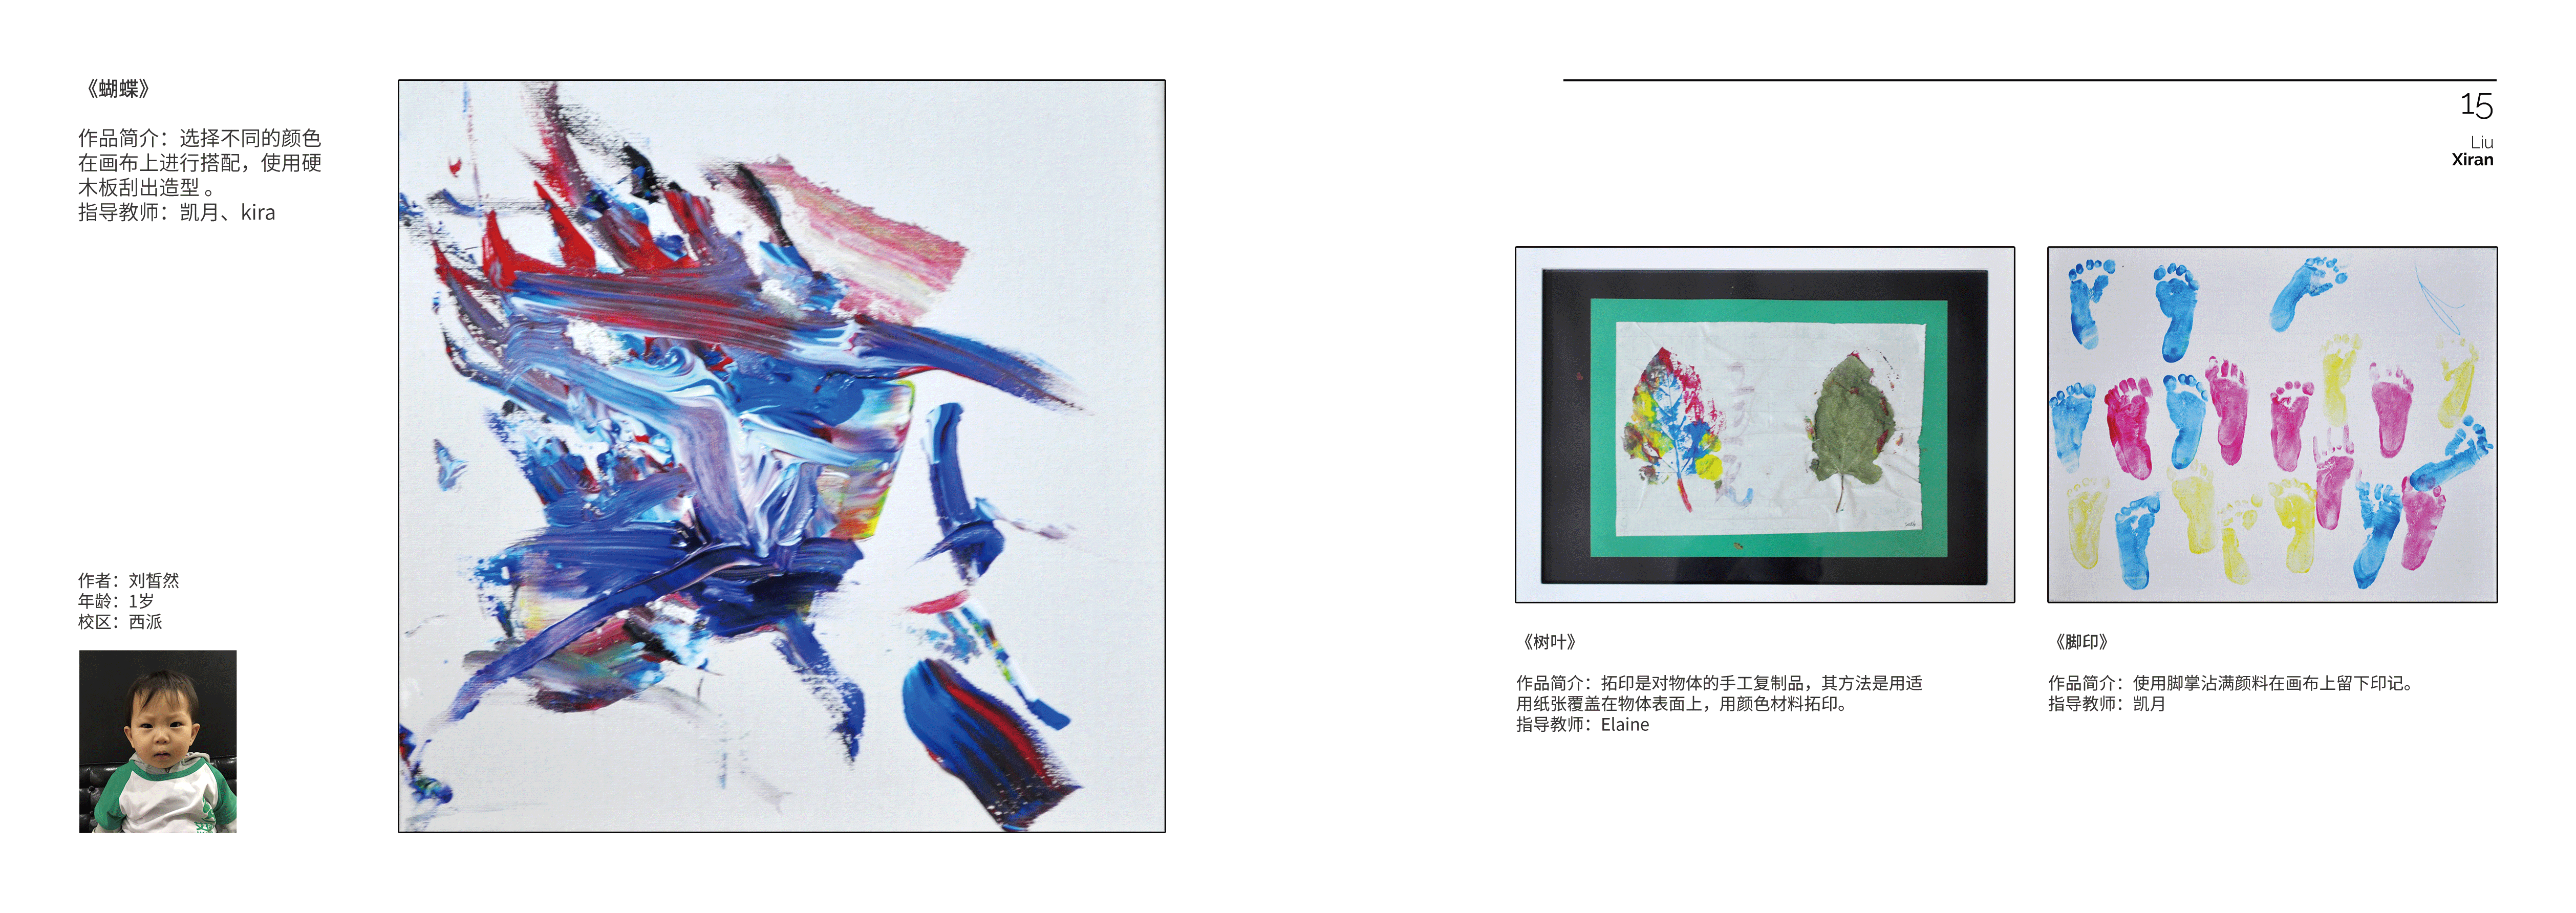 《蝴蝶》
作品简介：选择不同的颜色
在画布上进行搭配，使用硬
木板刮出造型 。
指导教师：凯月、kira
作者：刘皙然
年龄：1岁
校区：西派
15
Liu
Xiran
《树叶》
作品简介：拓印是对物体的手工复制品，其方法是用适
用纸张覆盖在物体表面上，用颜色材料拓印。
指导教师：Elaine
《脚印》
作品简介：使用脚掌沾满颜料在画布上留下印记。
指导教师：凯月